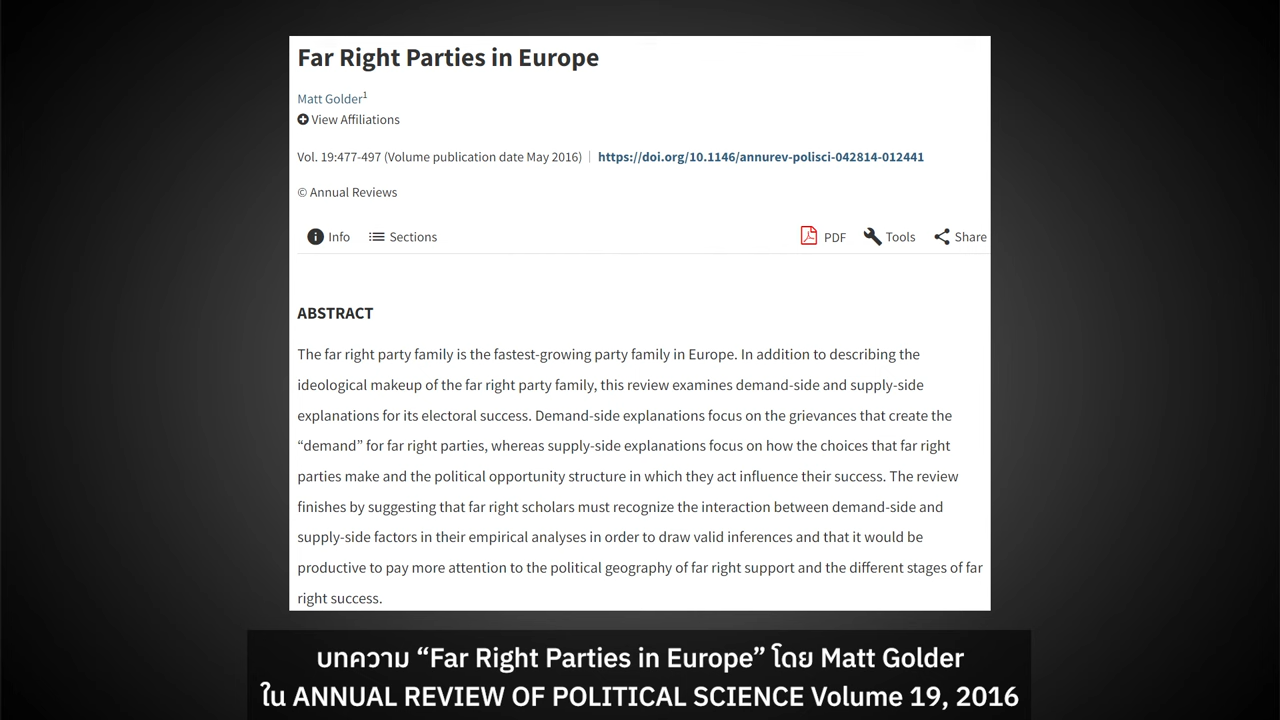 Far Right Parties in Europe
Matt Golder1
View Affiliations
Vol. 19:477-497 (Volume publication date May 2016) | https://doi.org/10.1146/annurev-polisci-042814-012441
© Annual Reviews
Info Sections PDF Tools Share
ABSTRACT
The far right party family is the fastest-growing party family in Europe. In addition to describing the
ideological makeup of the far right party family, this review examines demand-side and supply-side
explanations for its electoral success. Demand-side explanations focus on the grievances that create the
“demand” for far right parties, whereas supply-side explanations focus on how the choices that far right
parties make and the political opportunity structure in which they act influence their success. The review
finishes by suggesting that far right scholars must recognize the interaction between demand-side and
supply-side factors in their empirical analyses in order to draw valid inferences and that it would be
productive to pay more attention to the political geography of far right support and the different stages of far
right success.
บทความ “Far Right Parties in Europe” โดย Matt Golder
ใน ANNUAL REVIEW OF POLITICAL SCIENCE Volume 19, 2016